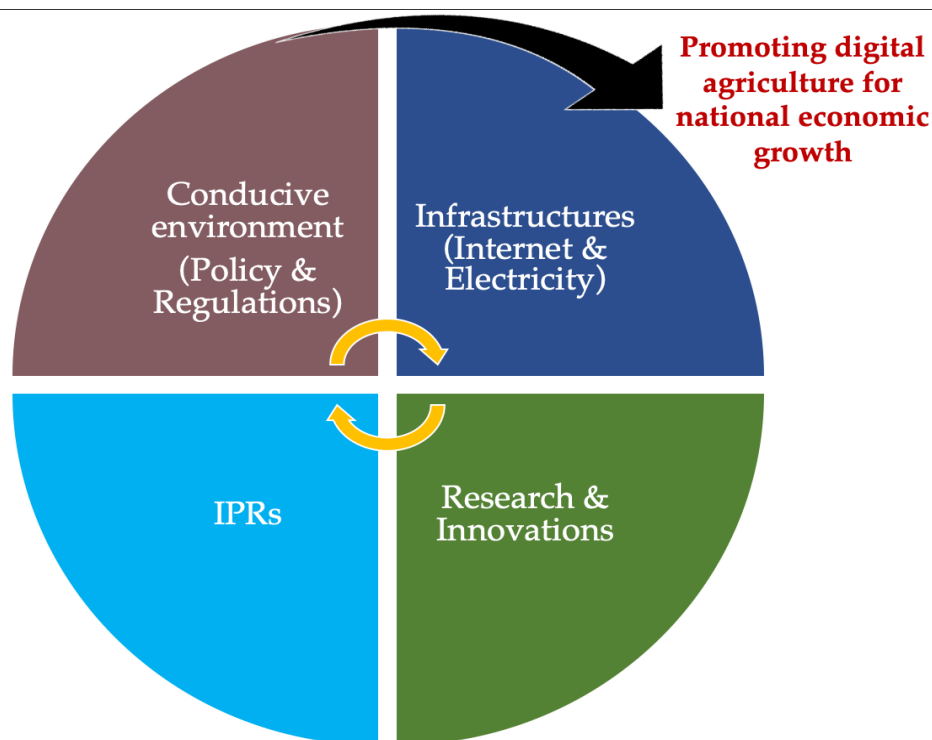 Promoting digital
agriculture for
national economic
growth
Conducive
environment
(Policy &
Regulations)
Infrastructures
(Internet &
Electricity)
IPRs
Research &
Innovations